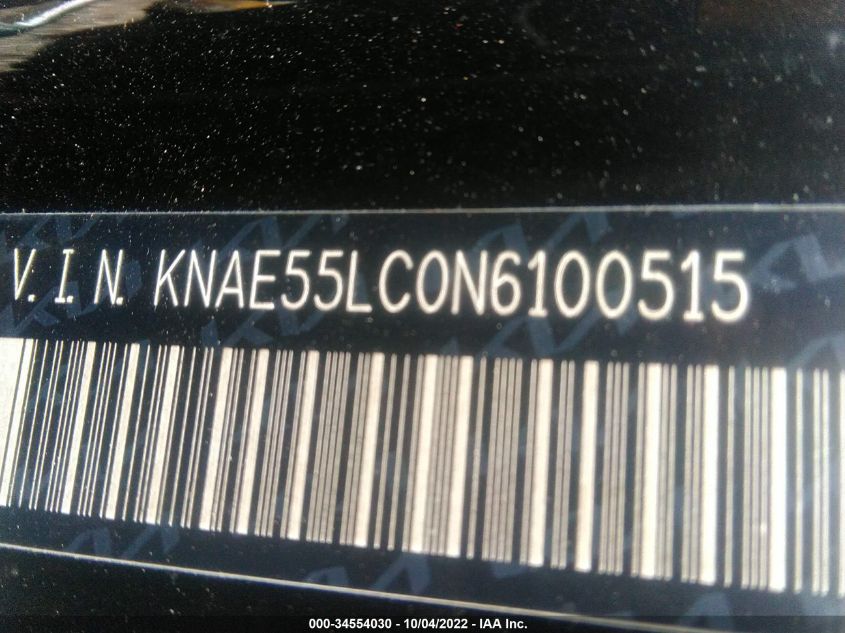 V.I.N. KNAE55LC0N6100515
000-34554030 - 10/04/2022 - IAA Inc.